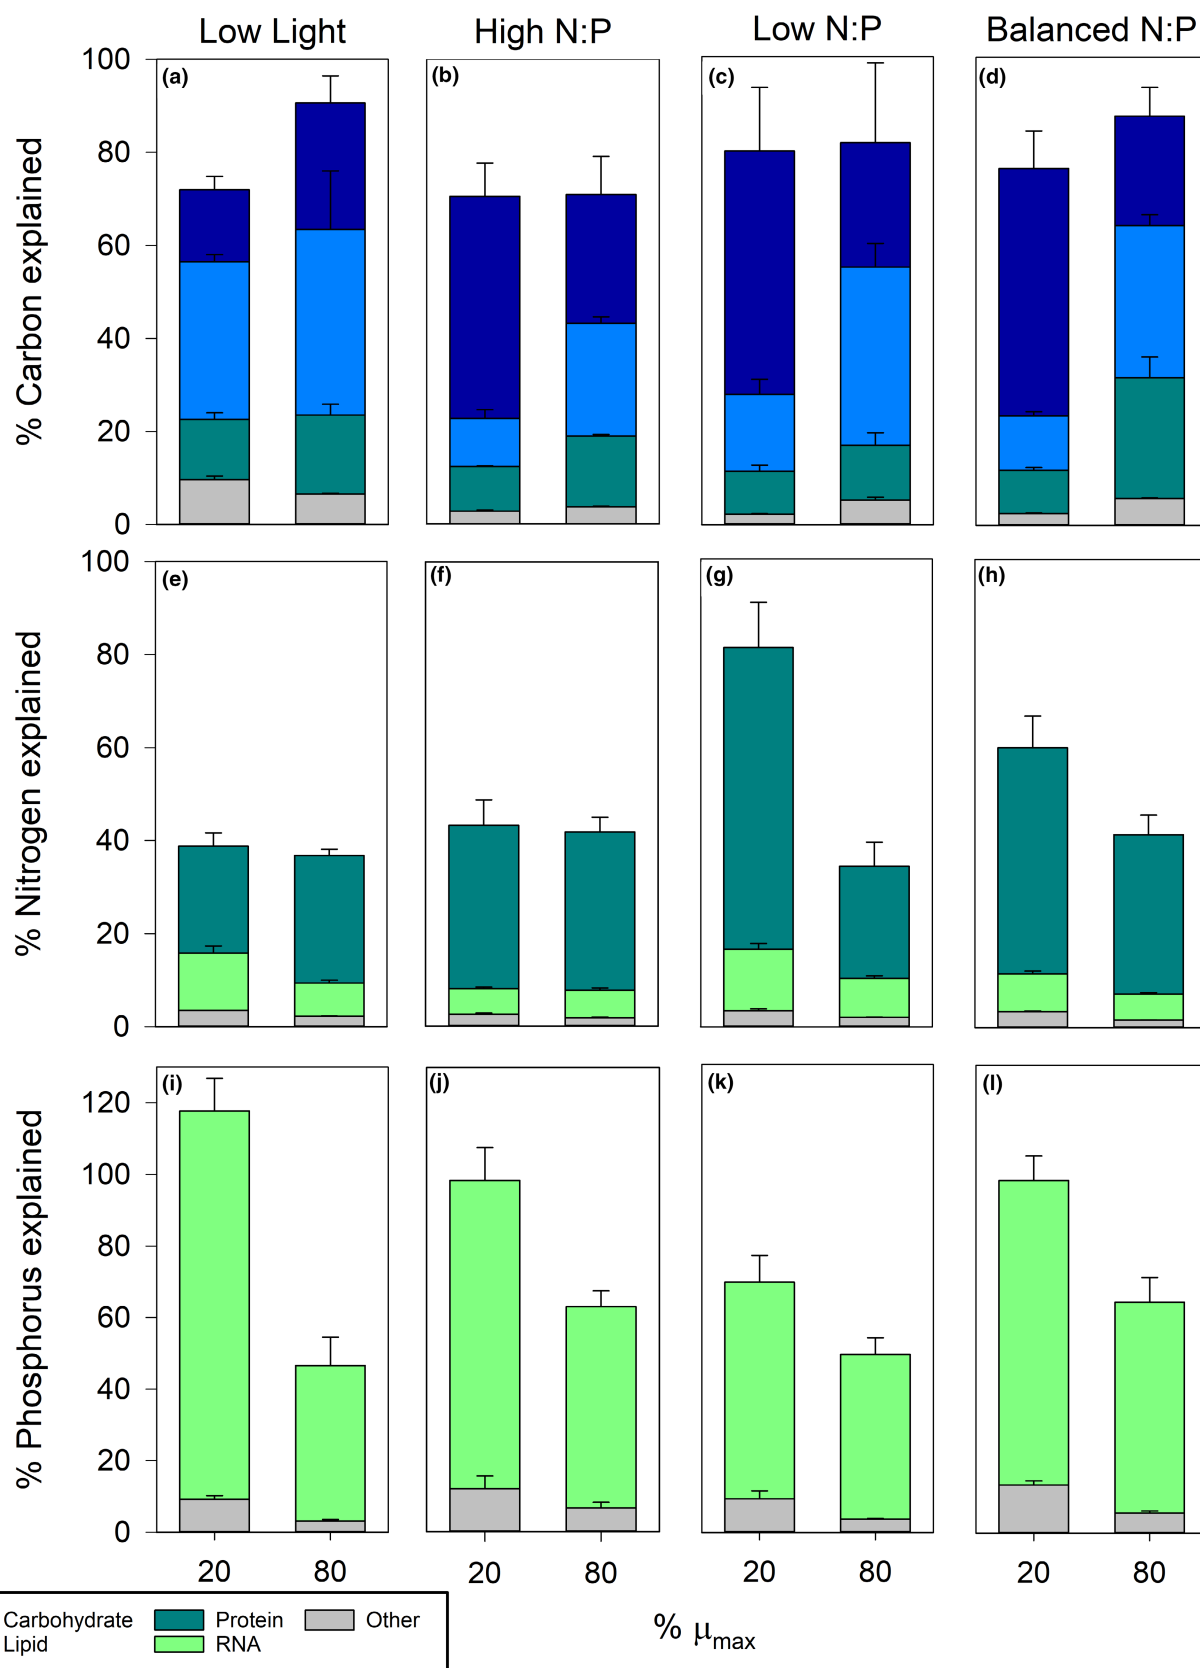 Low Light High N:P Low N:P Balanced N:P
% Carbon explained
100
80
60
40
20
0
(a) (b) (c) (d)
% Nitrogen explained
100
80
60
40
20
0
(e) (f) (g) (h)
% Phosphorus explained
120
100
80
60
40
20
0
(i) (j) (k) (l)
20 80 20 80 20 80 20 80
% μmax
Carbohydrate Protein Other
Lipid RNA